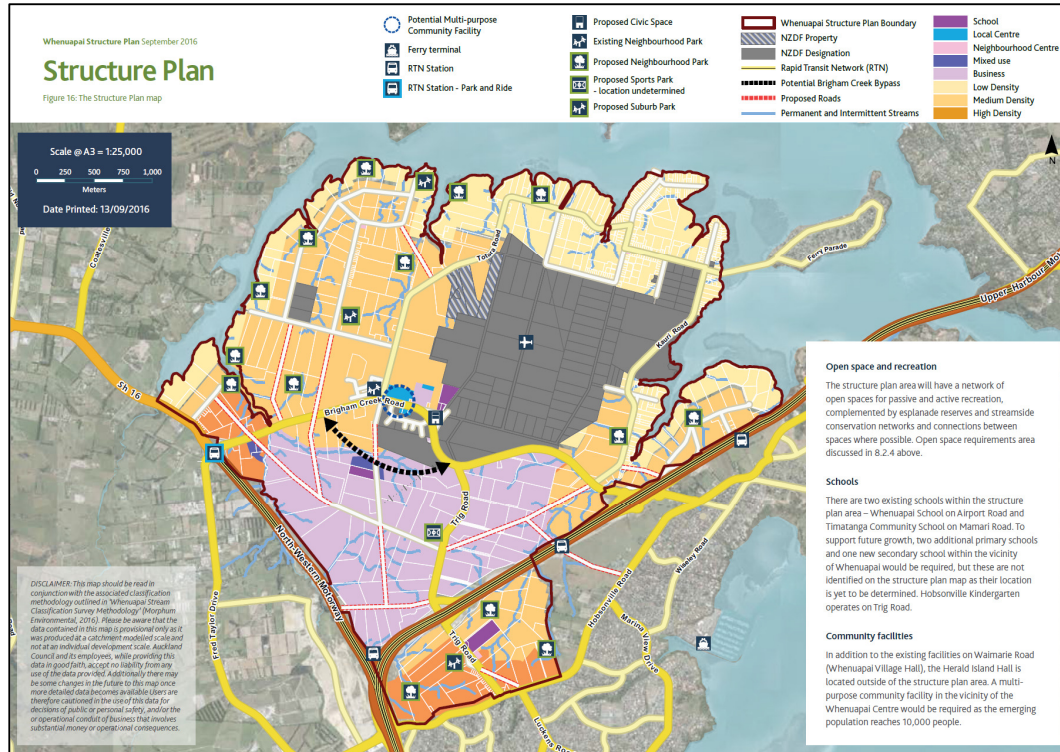 Whenuapai Structure Plan September 2016
Structure Plan
Figure 16: The Structure Plan map
Potential Multi-purpose
Community Facility
Ferry terminal
RTN Station
RTN Station - Park and Ride
Proposed Civic Space
Existing Neighbourhood Park
Proposed Neighbourhood Park
Proposed Sports Park
- location undetermined
Proposed Suburb Park
Whenuapai Structure Plan Boundary
NZDF Property
NZDF Designation
Rapid Transit Network (RTN)
Potential Brigham Creek Bypass
Proposed Roads
Permanent and Intermittent Streams
School
Local Centre
Neighbourhood Centre
Mixed use
Business
Low Density
Medium Density
High Density
Scale @ A3 = 1:25,000
0 250 500 750 1,000
Meters
Date Printed: 13/09/2016
N
Coatesville
Totara Road
Ferry Parade
Upper-Harbour-Mo
Kauri Road
Sh 16
Brigham Creek Road
Trig Road
North-Western Motorway
Fred Taylor Drive
Trig Road
Hobsonville Road
Wiseley Road
Marina View Drive
Luckens Ro
Open space and recreation
The structure plan area will have a network of
open spaces for passive and active recreation,
complemented by esplanade reserves and streamside
conservation networks and connections between
spaces where possible. Open space requirements area
discussed in 8.2.4 above.
Schools
There are two existing schools within the structure
plan area – Whenuapai School on Airport Road and
Timatanga Community School on Mamari Road. To
support future growth, two additional primary schools
and one new secondary school within the vicinity
of Whenuapai would be required, but these are not
identified on the structure plan map as their location
is yet to be determined. Hobsonville Kindergarten
operates on Trig Road.
Community facilities
In addition to the existing facilities on Waimarie Road
(Whenuapai Village Hall), the Herald Island Hall is
located outside of the structure plan area. A multi-
purpose community facility in the vicinity of the
Whenuapai Centre would be required as the emerging
population reaches 10,000 people.
DISCLAIMER: This map should be read in
conjunction with the associated classification
methodology outlined in 'Whenuapai Stream
Classification Survey Methodology' (Morphum
Environmental, 2016). Please be aware that the
data contained in this map is provisional only as it
was produced at a catchment modelled scale and
not at an individual development scale. Auckland
Council and its employees, while providing this
data in good faith, accept no liability from any
use of the data provided. Additionally there may
be some changes in the future to this map once
more detailed data becomes available Users are
therefore cautioned in the use of this data for
decisions of public or personal safety, and/or the
or operational conduct of business that involves
substantial money or operational consequences.